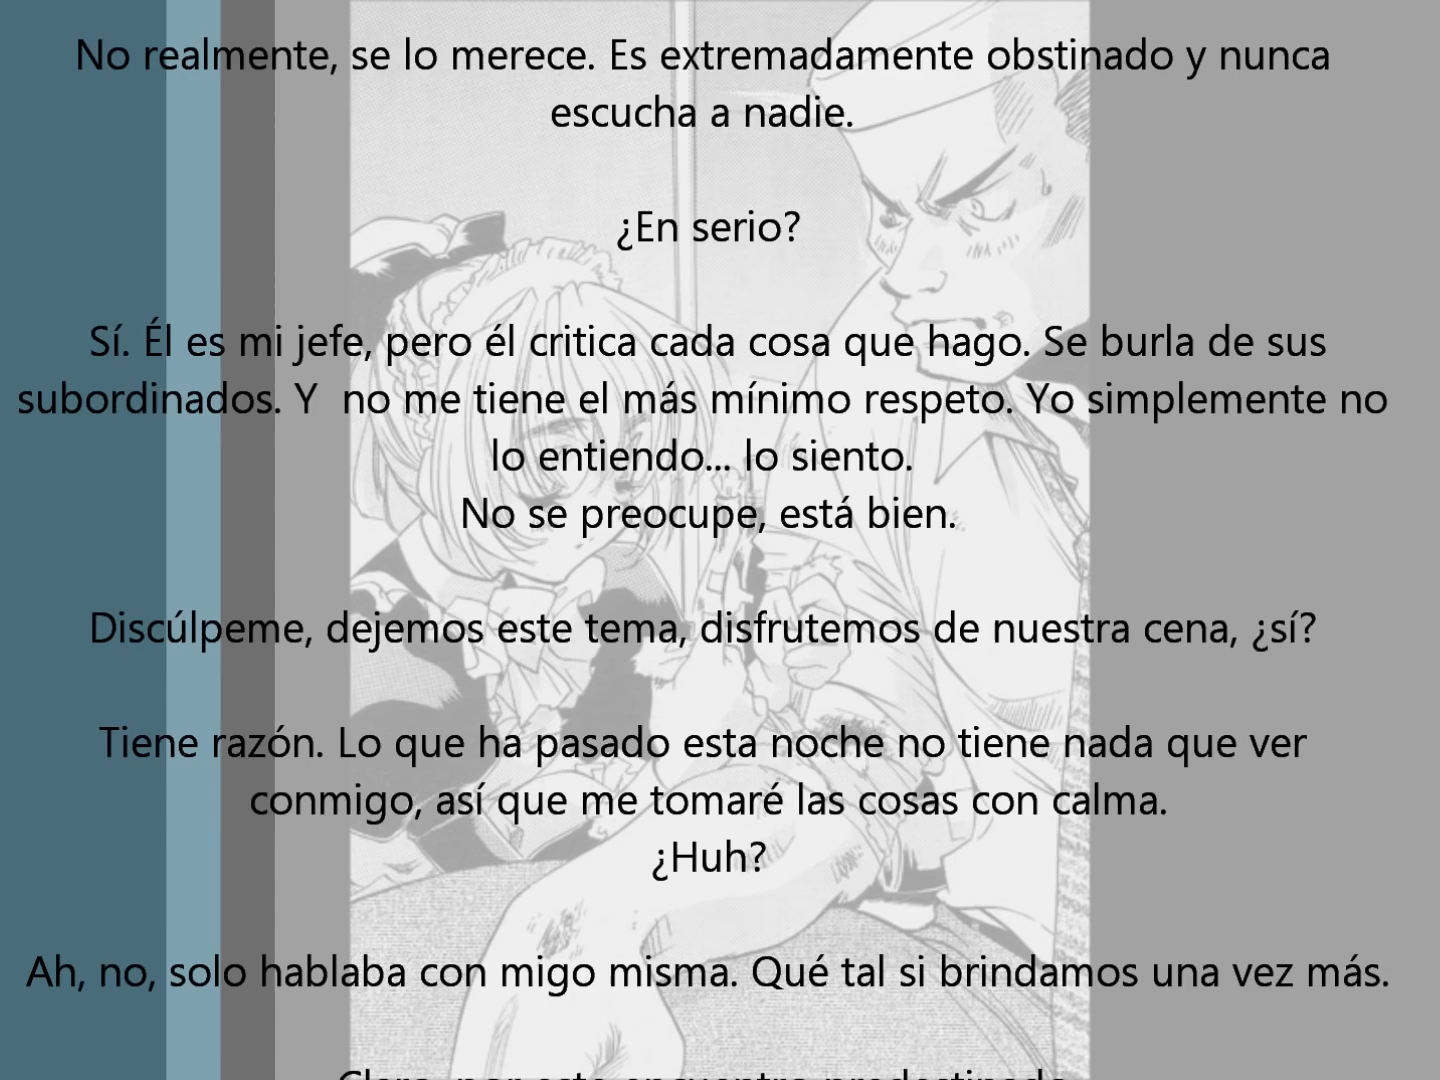 No realmente, se lo merece. Es extremadamente obstinado y nunca
escucha a nadie.
¿En serio?
Sí. Él es mi jefe, pero él critica cada cosa que hago. Se burla de sus
subordinados. Y  no me tiene el más mínimo respeto. Yo simplemente no
lo entiendo... lo siento.
No se preocupe, está bien.
Discúlpeme, dejemos este tema, disfrutemos de nuestra cena, ¿sí?
Tiene razón. Lo que ha pasado esta noche no tiene nada que ver
conmigo, así que me tomaré las cosas con calma.
¿Huh?
Ah, no, solo hablaba con migo misma. Qué tal si brindamos una vez más.
Claro, por este encuentro predestinado